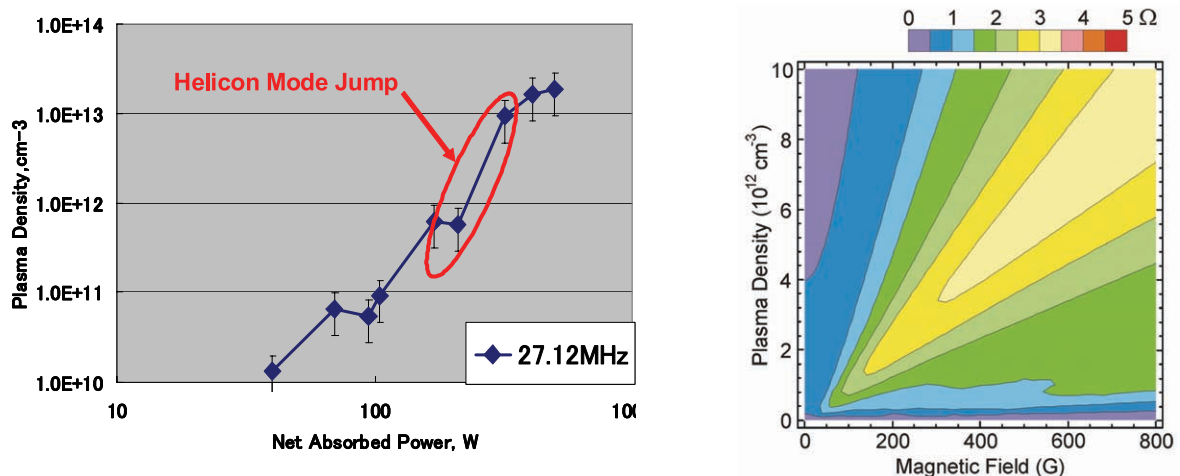 1.0E+14
1.0E+13
1.0E+12
1.0E+11
1.0E+10
Plasma Density,cm-3
Helicon Mode Jump
27.12MHz
10
100
100
Net Absorbed Power, W
0 1 2 3 4 5 Ω
10
8
6
4
2
0
Plasma Density (10¹² cm⁻³)
0 200 400 600 800
Magnetic Field (G)